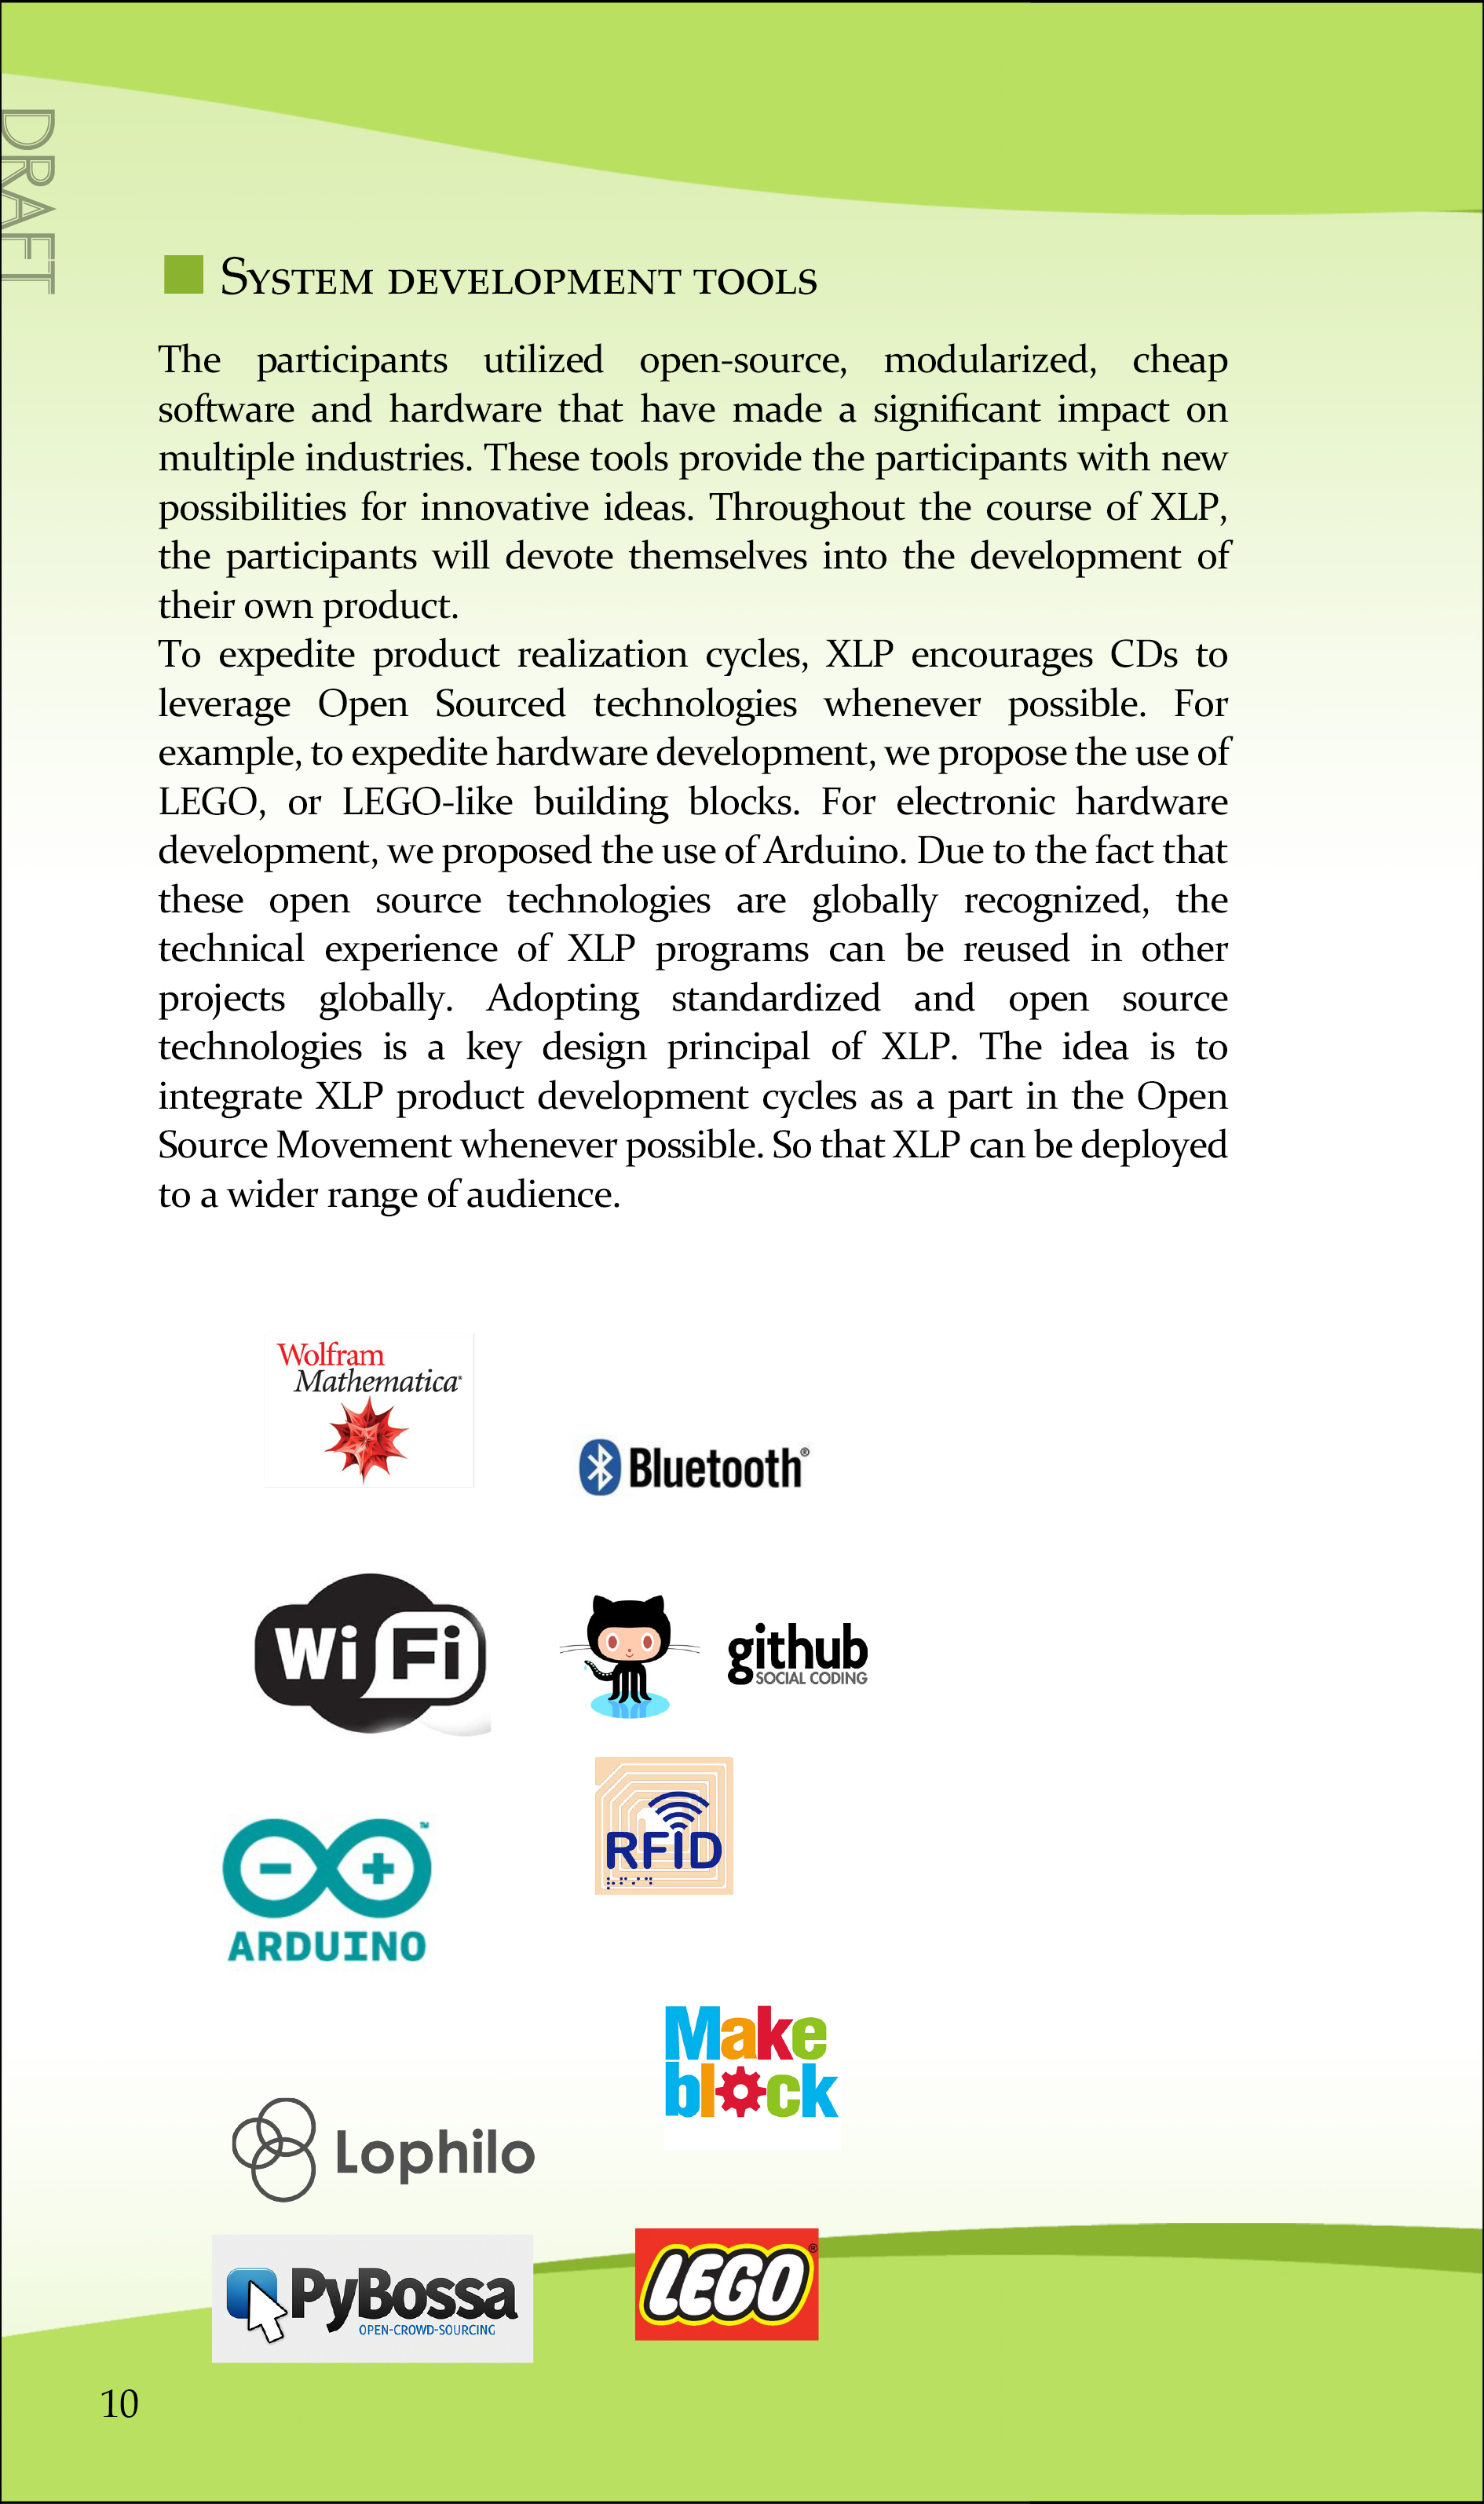 DRAFT
System development tools
The participants utilized open-source, modularized, cheap
software and hardware that have made a significant impact on
multiple industries. These tools provide the participants with new
possibilities for innovative ideas. Throughout the course of XLP,
the participants will devote themselves into the development of
their own product.
To expedite product realization cycles, XLP encourages CDs to
leverage Open Sourced technologies whenever possible. For
example, to expedite hardware development, we propose the use of
LEGO, or LEGO-like building blocks. For electronic hardware
development, we proposed the use of Arduino. Due to the fact that
these open source technologies are globally recognized, the
technical experience of XLP programs can be reused in other
projects globally. Adopting standardized and open source
technologies is a key design principal of XLP. The idea is to
integrate XLP product development cycles as a part in the Open
Source Movement whenever possible. So that XLP can be deployed
to a wider range of audience.
Wolfram
Mathematica®
Bluetooth®
WiFi
github
SOCIAL CODING
RFID
ARDUINO™
Make
block
Lophilo
PyBossa
OPEN-CROWD-SOURCING
LEGO®
10